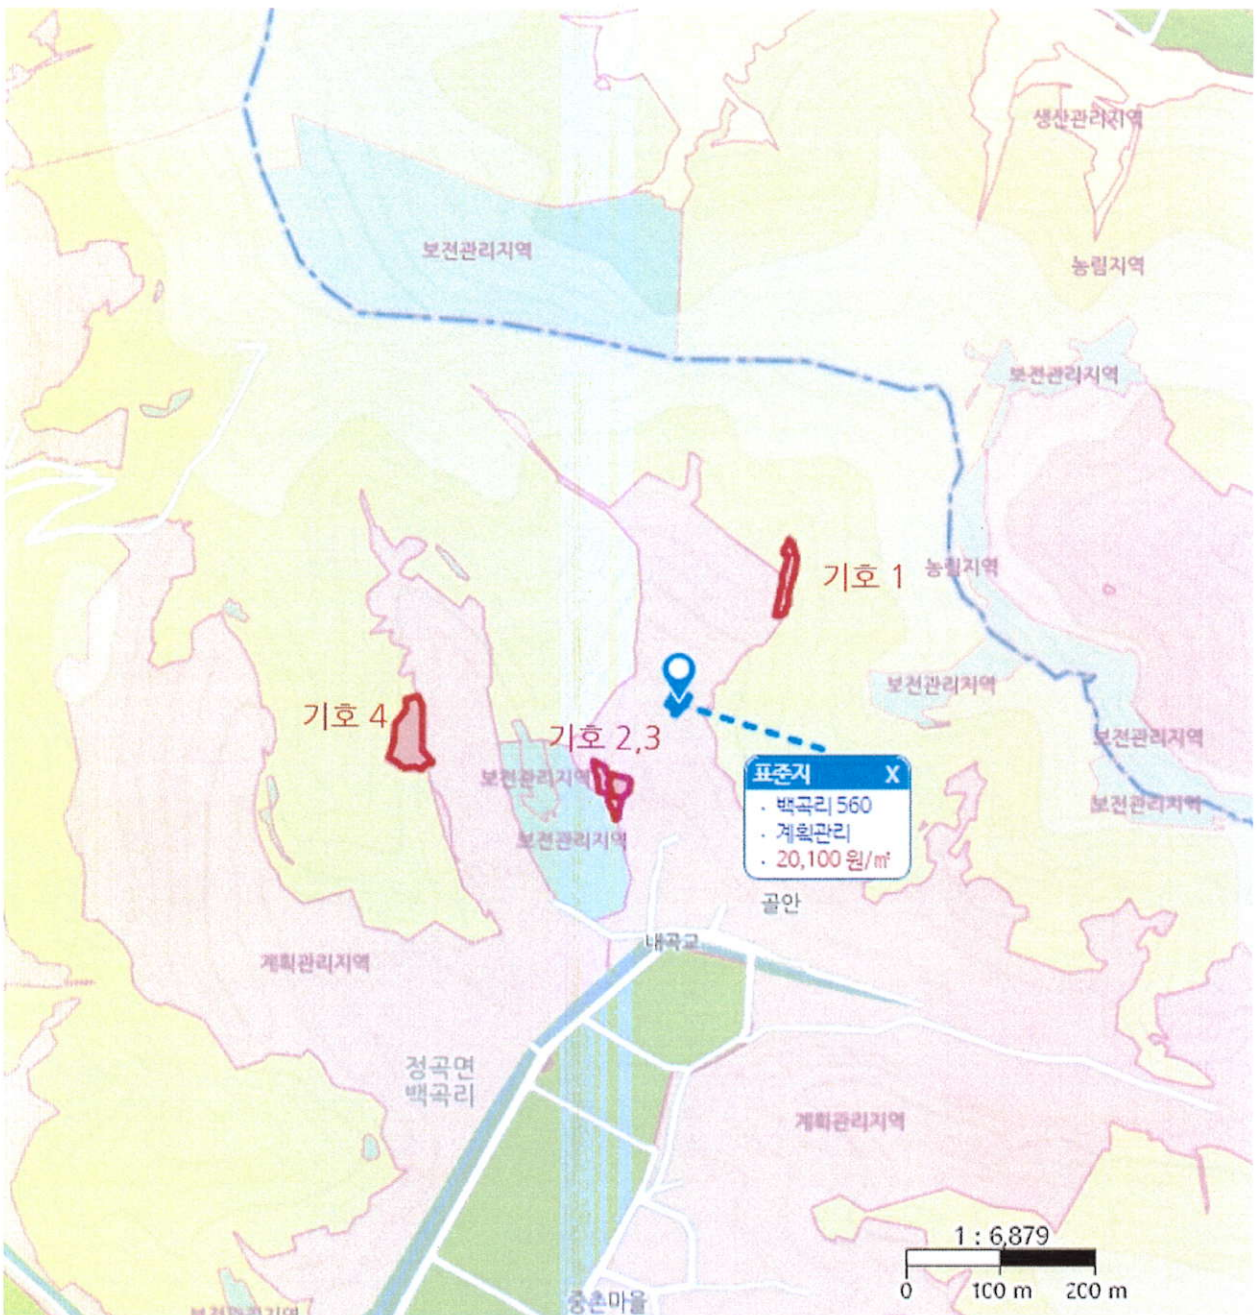 생산관리지역
보전관리지역
농림지역
보전관리지역
기호 1
농림지역
보전관리지역
기호 4
기호 2,3
보전관리지역
보전관리지역
표준지 X
· 백곡리 560
· 계획관리
· 20,100 원/㎡
보전관리지역
보전관리지역
골안
내곡교
계획관리지역
정곡면
백곡리
계획관리지역
1 : 6,879
0 100 m 200 m
중촌마을
보전관리지역